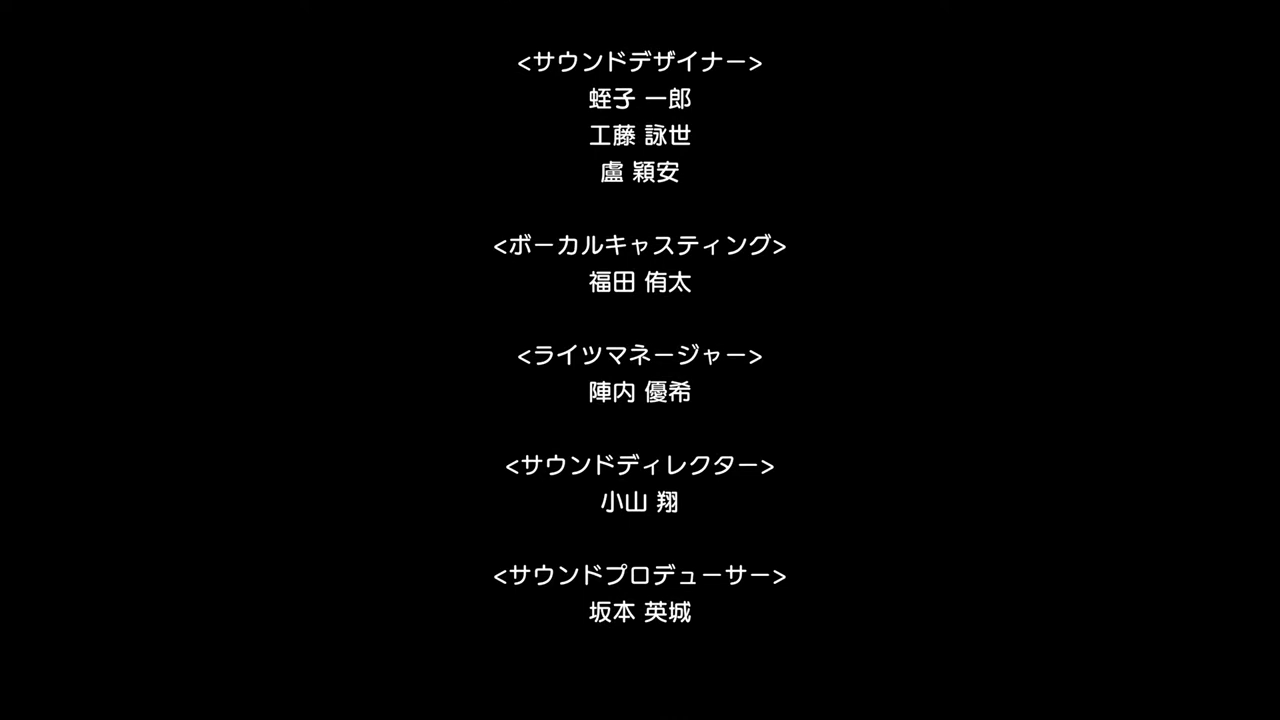 <サウンドデザイナー>
蛭子 一郎
工藤 詠世
盧 穎安
<ボーカルキャスティング>
福田 侑太
<ライツマネージャー>
陣内 優希
<サウンドディレクター>
小山 翔
<サウンドプロデューサー>
坂本 英城